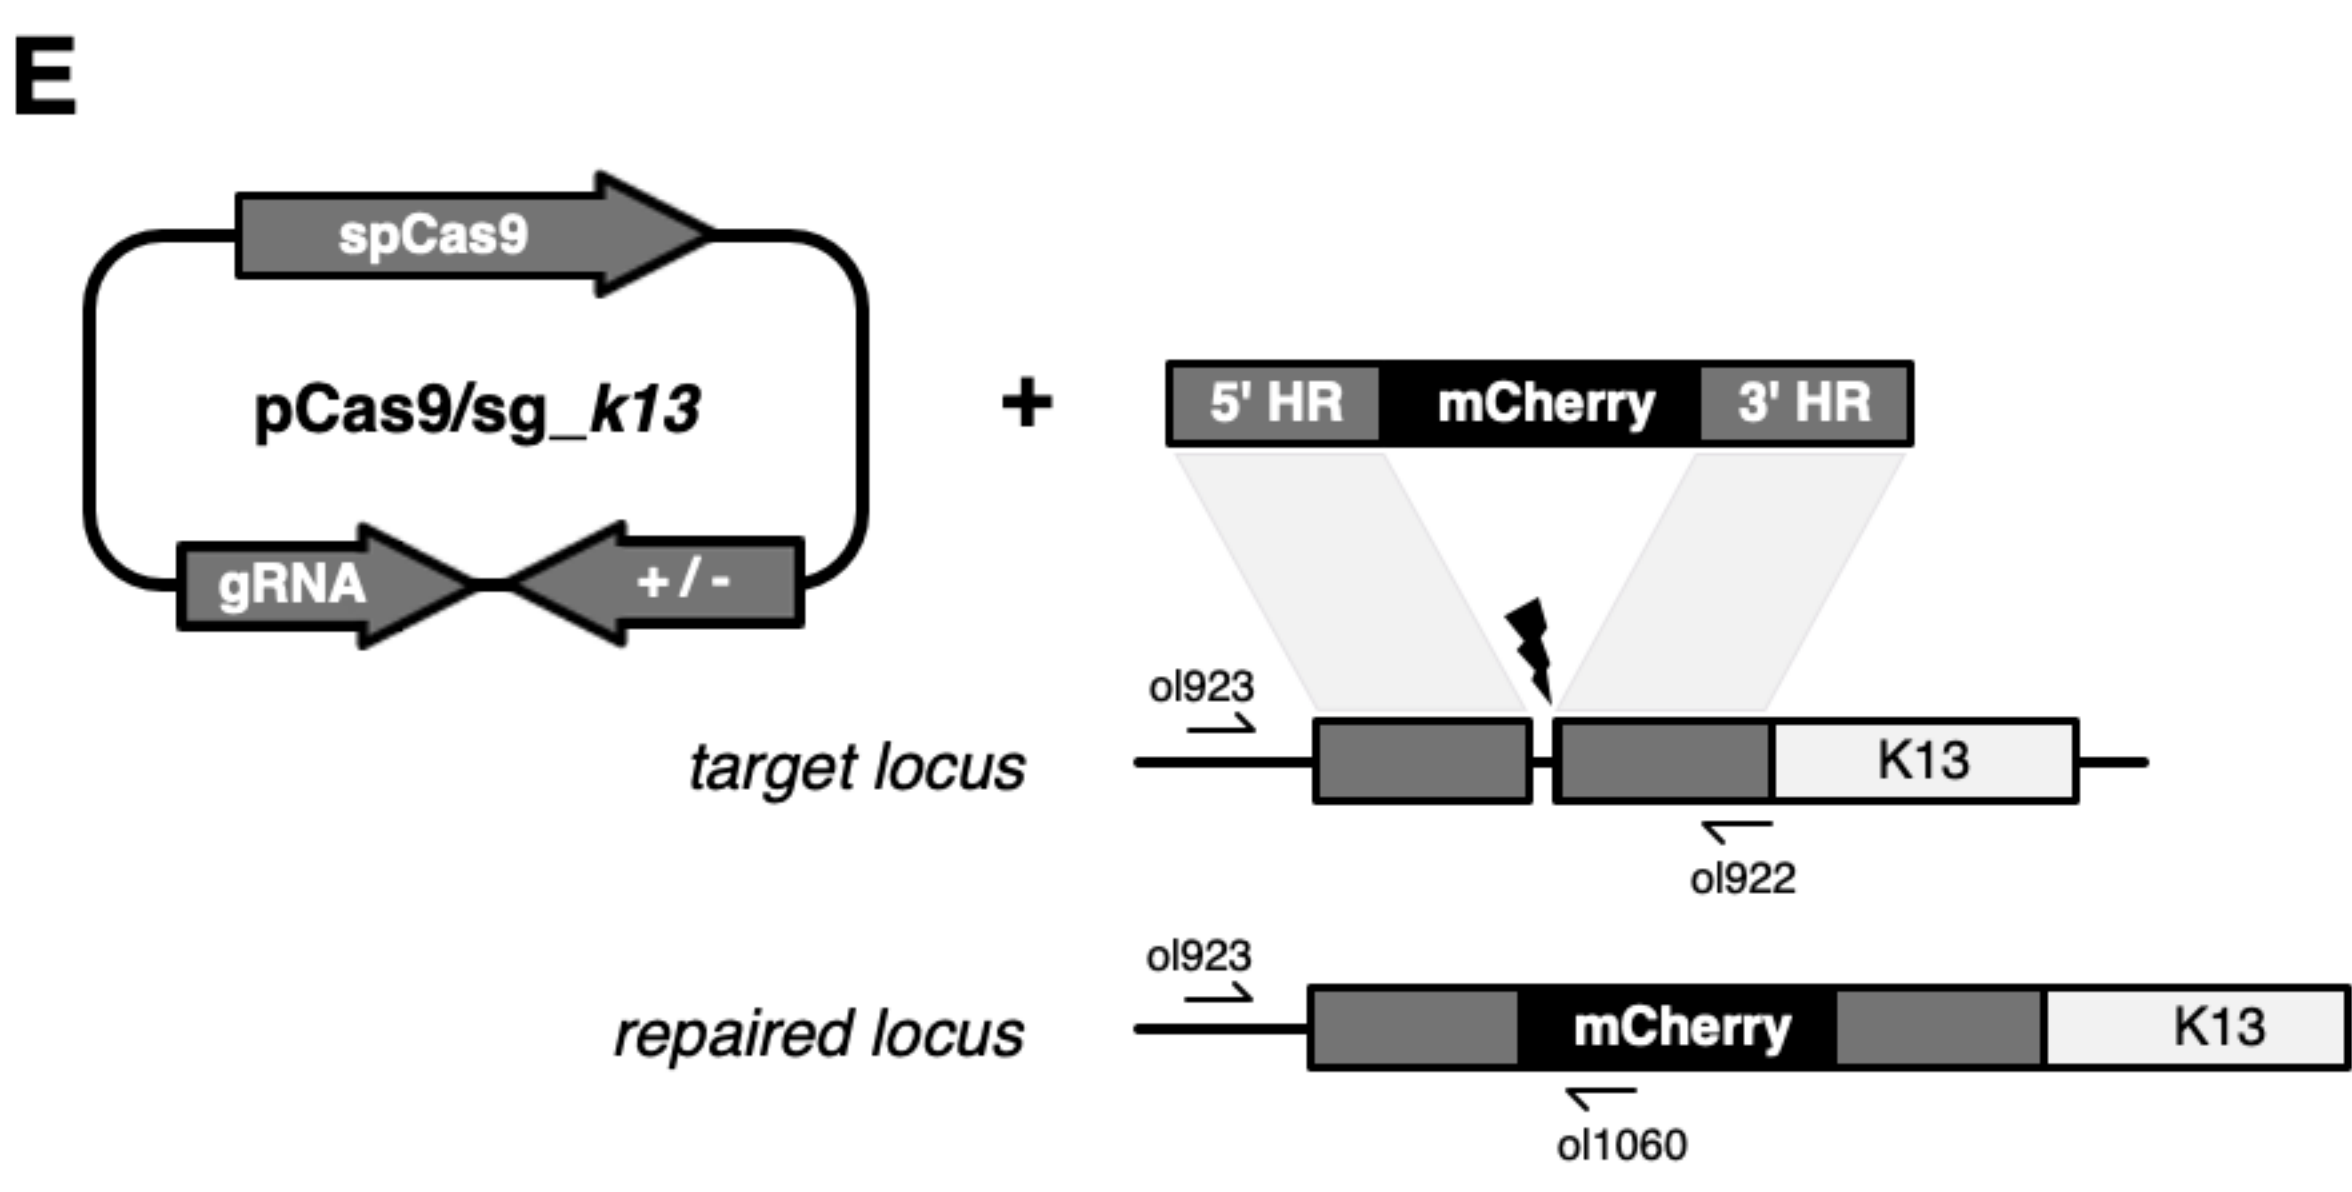 E
spCas9
pCas9/sg_k13
+
5' HR mCherry 3' HR
gRNA
+ / -
ol923
target locus
K13
ol922
ol923
repaired locus
mCherry
K13
ol1060